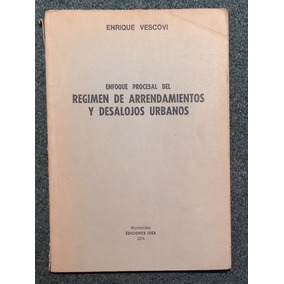 ENRIQUE VESCOVI
ENFOQUE PROCESAL DEL
REGIMEN DE ARRENDAMIENTOS
Y DESALOJOS URBANOS
Montevideo
EDICIONES IDEA
1974